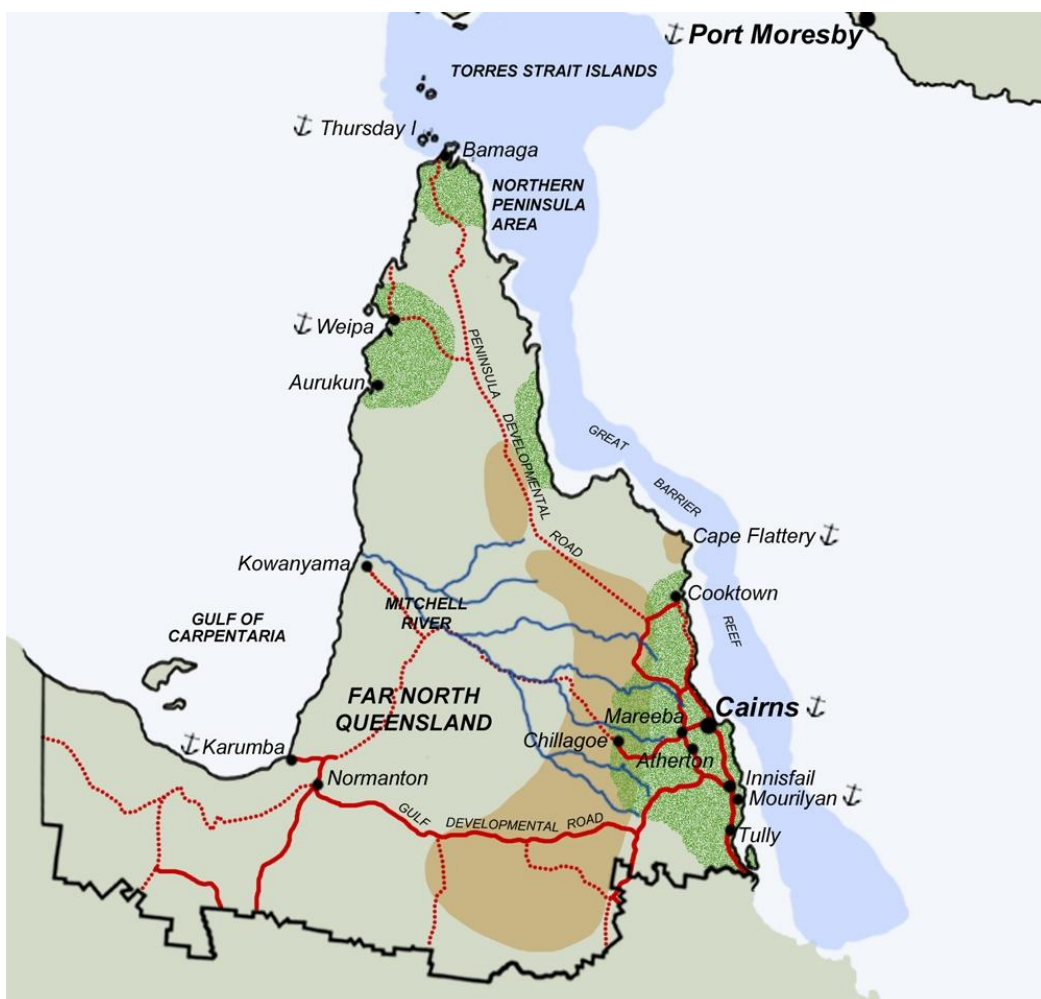 Port Moresby
TORRES STRAIT ISLANDS
Thursday I
Bamaga
NORTHERN
PENINSULA
AREA
Weipa
PENINSULA
Aurukun
DEVELOPMENTAL
GREAT
BARRIER
ROAD
Cape Flattery
Kowanyama
Cooktown
MITCHELL
RIVER
GULF OF
CARPENTARIA
REEF
FAR NORTH
QUEENSLAND
Cairns
Mareeba
Chillagoe
Karumba
Atherton
Normanton
Innisfail
Mourilyan
GULF
DEVELOPMENTAL ROAD
Tully